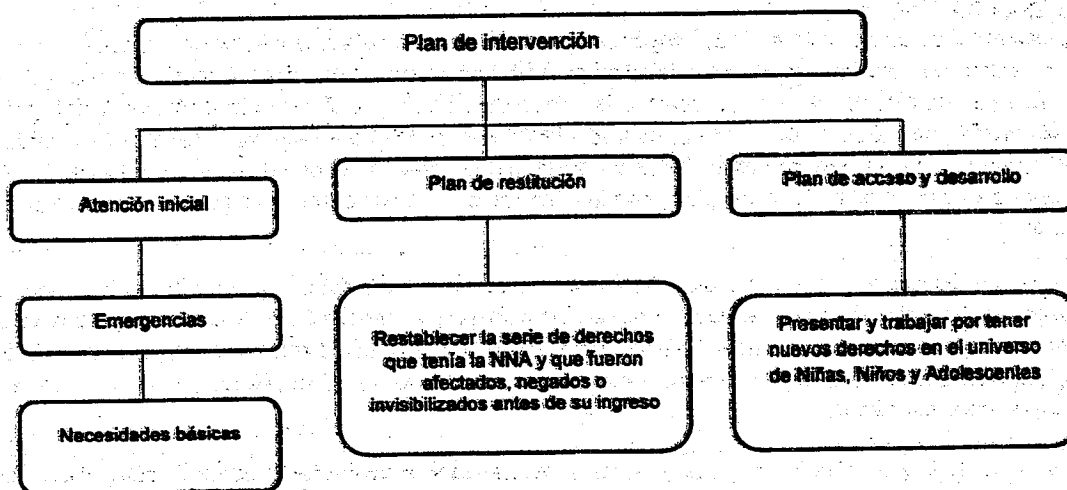 Plan de intervención
Atención inicial
Plan de restitución
Plan de acceso y desarrollo
Emergencias
Necesidades básicas
Restablecer la serie de derechos
que tenía la NNA y que fueron
afectados, negados o
invisibilizados antes de su ingreso
Presentar y trabajar por tener
nuevos derechos en el universo
de Niñas, Niños y Adolescentes